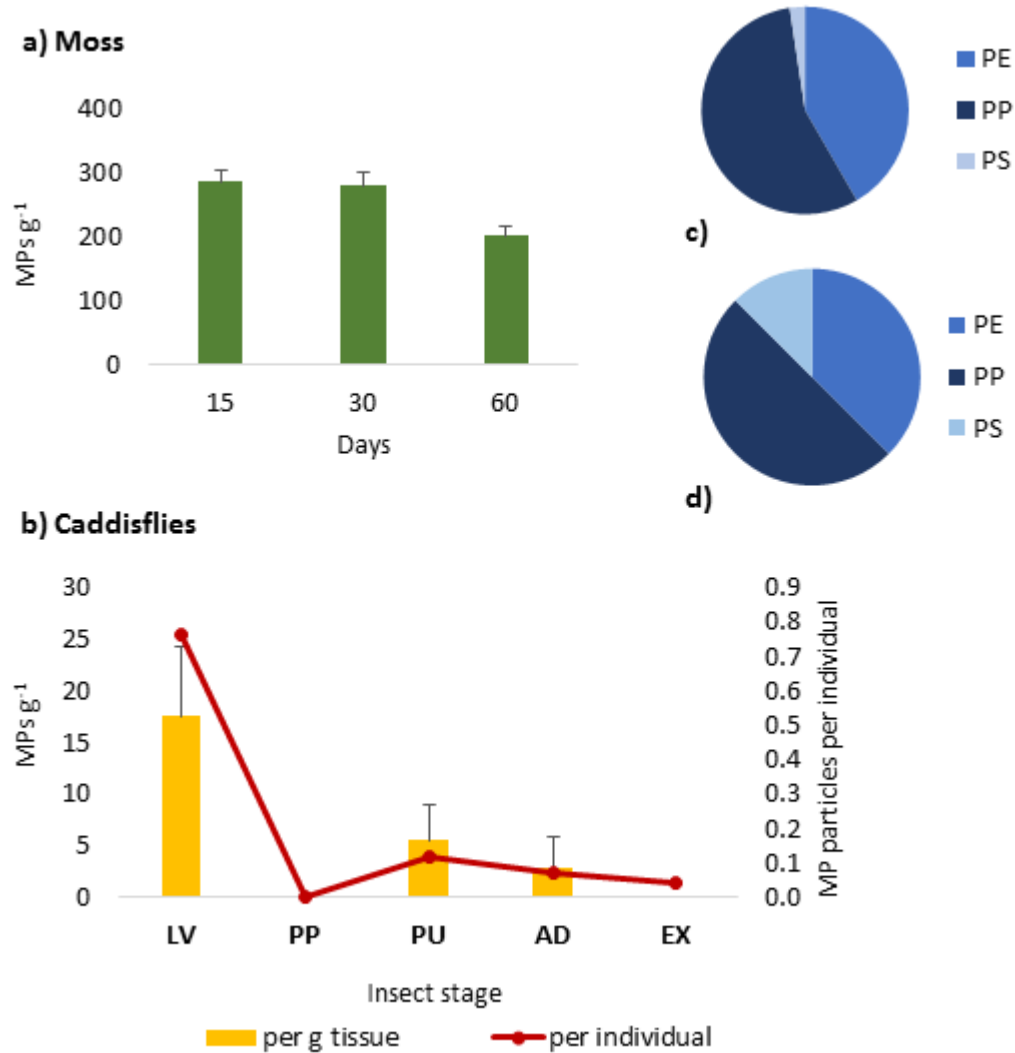 a) Moss
400
300
200
100
0
MPs g⁻¹
15 30 60
Days
PE
PP
PS
c)
PE
PP
PS
d)
b) Caddisflies
30
25
20
15
10
5
0
MPs g⁻¹
0.9
0.8
0.7
0.6
0.5
0.4
0.3
0.2
0.1
0.0
MP particles per individual
LV PP PU AD EX
Insect stage
per g tissue per individual